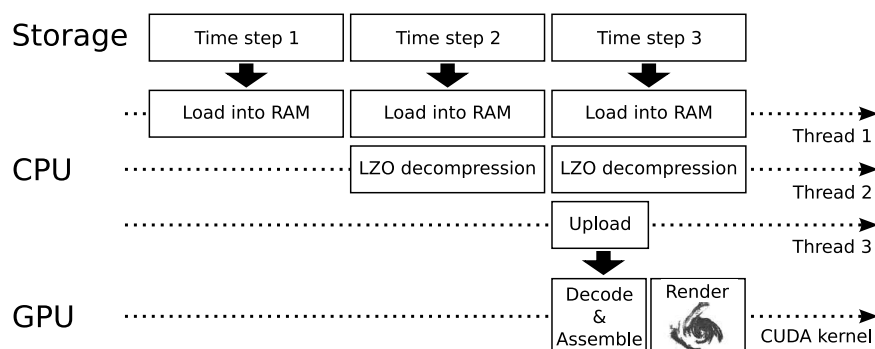 Storage
Time step 1
Time step 2
Time step 3
Load into RAM
Load into RAM
Load into RAM
Thread 1
CPU
LZO decompression
LZO decompression
Thread 2
Upload
Thread 3
GPU
Decode
&
Assemble
Render
CUDA kernel